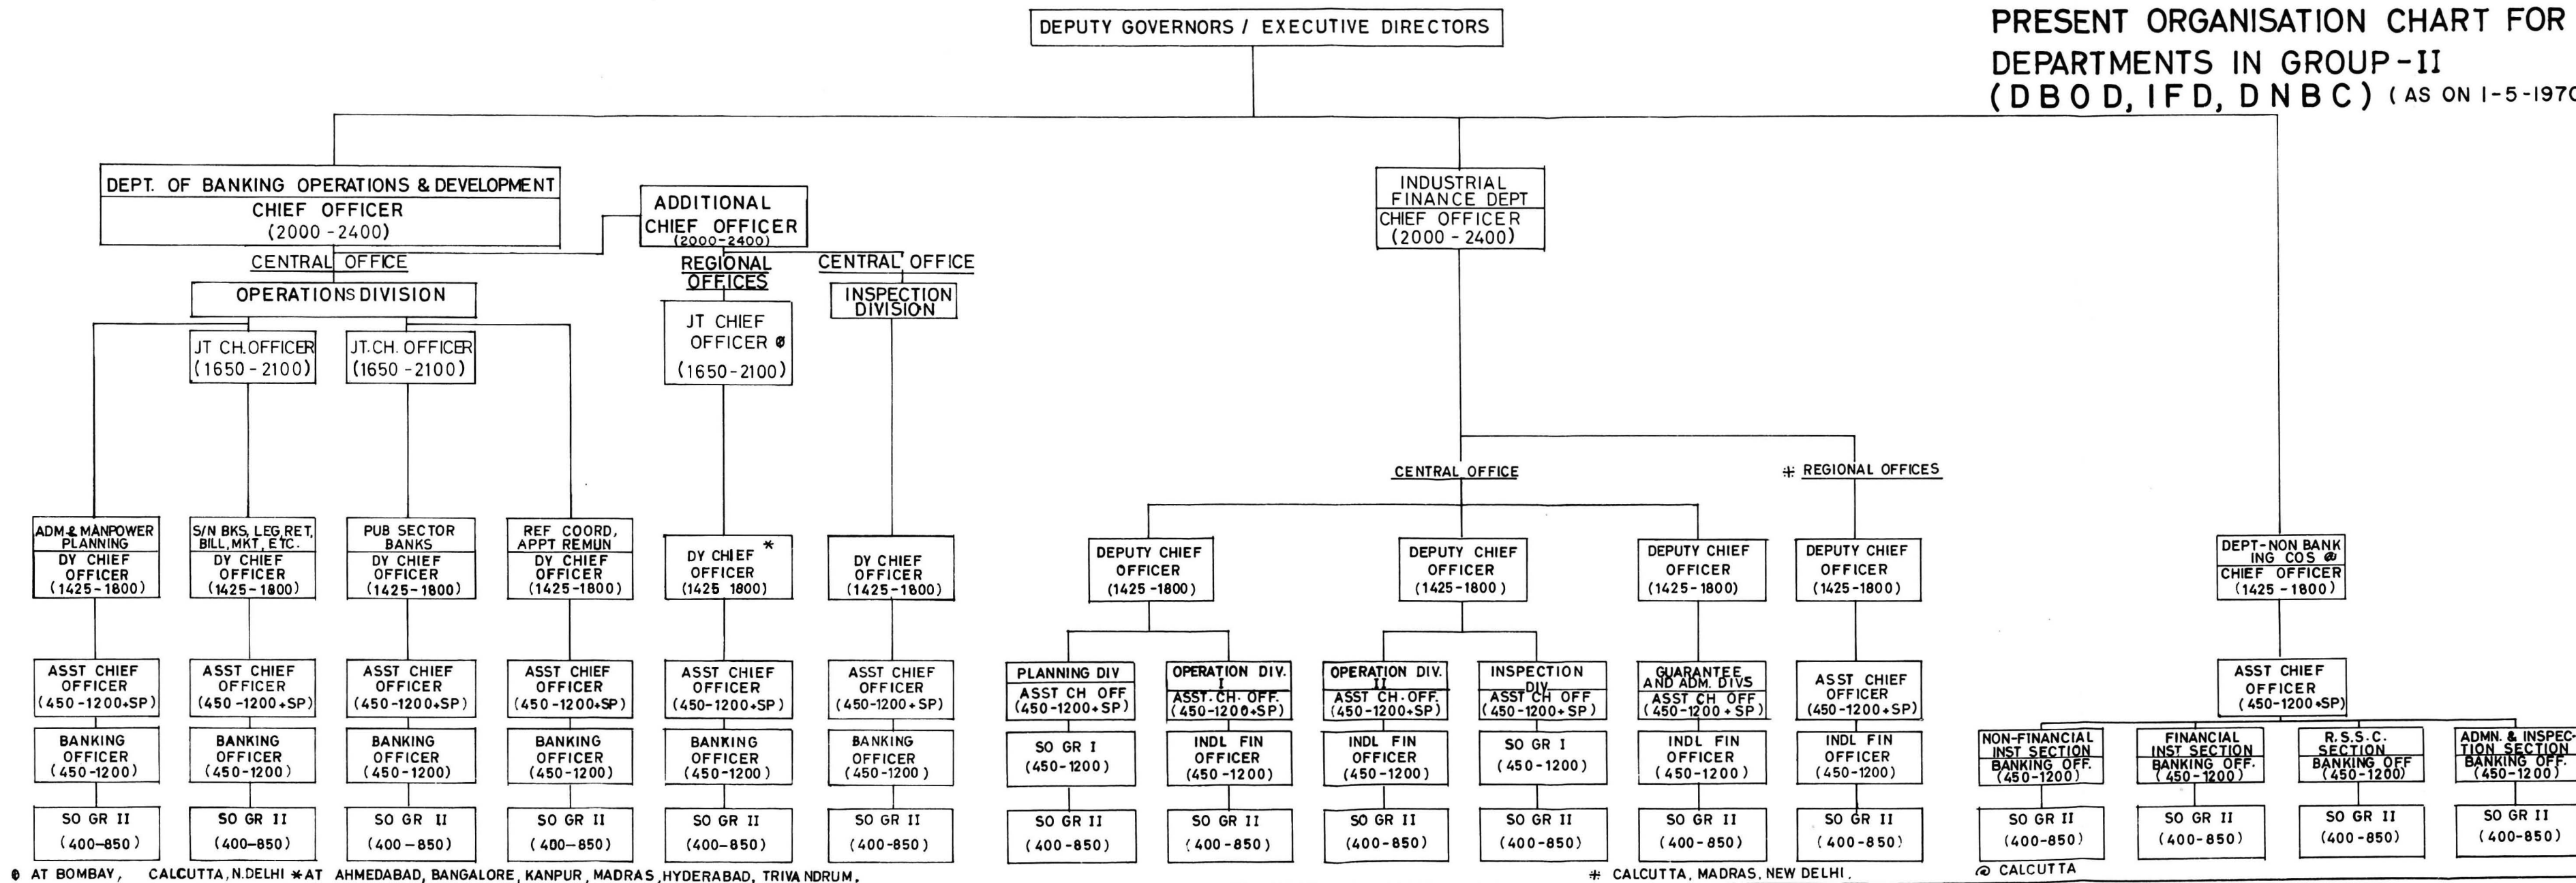 PRESENT ORGANISATION CHART FOR
DEPARTMENTS IN GROUP-II
(DBOD, IFD, DNBC) (AS ON 1-5-1970
DEPUTY GOVERNORS / EXECUTIVE DIRECTORS
DEPT. OF BANKING OPERATIONS & DEVELOPMENT
CHIEF OFFICER
(2000-2400)
ADDITIONAL
CHIEF OFFICER
(2000-2400)
CENTRAL OFFICE
OPERATIONS DIVISION
REGIONAL
OFFICES
CENTRAL OFFICE
INSPECTION
DIVISION
JT CH.OFFICER
(1650-2100)
JT.CH. OFFICER
(1650-2100)
JT CHIEF
OFFICER ø
(1650-2100)
ADM.& MANPOWER
PLANNING
DY CHIEF
OFFICER
(1425-1800)
S/N BKS, LEG, RET,
BILL, MKT, ETC.
DY CHIEF
OFFICER
(1425-1800)
PUB SECTOR
BANKS
DY CHIEF
OFFICER
(1425-1800)
REF COORD,
APPT REMUN
DY CHIEF
OFFICER
(1425-1800)
DY CHIEF *
OFFICER
(1425 1800)
DY CHIEF
OFFICER
(1425-1800)
ASST CHIEF
OFFICER
(450-1200+SP)
ASST CHIEF
OFFICER
(450-1200+SP)
ASST CHIEF
OFFICER
(450-1200+SP)
ASST CHIEF
OFFICER
(450-1200+SP)
ASST CHIEF
OFFICER
(450-1200+SP)
ASST CHIEF
OFFICER
(450-1200+SP)
BANKING
OFFICER
(450-1200)
BANKING
OFFICER
(450-1200)
BANKING
OFFICER
(450-1200)
BANKING
OFFICER
(450-1200)
BANKING
OFFICER
(450-1200)
BANKING
OFFICER
(450-1200)
SO GR II
(400-850)
SO GR II
(400-850)
SO GR II
(400-850)
SO GR II
(400-850)
SO GR II
(400-850)
SO GR II
(400-850)
INDUSTRIAL
FINANCE DEPT
CHIEF OFFICER
(2000-2400)
CENTRAL OFFICE
⁜ REGIONAL OFFICES
DEPUTY CHIEF
OFFICER
(1425-1800)
DEPUTY CHIEF
OFFICER
(1425-1800)
DEPUTY CHIEF
OFFICER
(1425-1800)
DEPUTY CHIEF
OFFICER
(1425-1800)
PLANNING DIV
ASST CH OFF
(450-1200+SP)
OPERATION DIV.
I
ASST. CH. OFF.
(450-1200+SP)
OPERATION DIV.
II
ASST CH. OFF.
(450-1200+SP)
INSPECTION
DIV
ASST CH OFF
(450-1200+SP)
GUARANTEE
AND ADM. DIVS
ASST CH OFF
(450-1200+SP)
ASST CHIEF
OFFICER
(450-1200+SP)
SO GR I
(450-1200)
INDL FIN
OFFICER
(450-1200)
INDL FIN
OFFICER
(450-1200)
SO GR I
(450-1200)
INDL FIN
OFFICER
(450-1200)
INDL FIN
OFFICER
(450-1200)
SO GR II
(400-850)
SO GR II
(400-850)
SO GR II
(400-850)
SO GR II
(400-850)
SO GR II
(400-850)
SO GR II
(400-850)
DEPT-NON BANK
ING COS @
CHIEF OFFICER
(1425-1800)
ASST CHIEF
OFFICER
(450-1200+SP)
NON-FINANCIAL
INST SECTION
BANKING OFF.
(450-1200)
FINANCIAL
INST SECTION
BANKING OFF.
(450-1200)
R.S.S.C.
SECTION
BANKING OFF
(450-1200)
ADMN. & INSPEC-
TION SECTION
BANKING OFF.
(450-1200)
SO GR II
(400-850)
SO GR II
(400-850)
SO GR II
(400-850)
SO GR II
(400-850)
ø AT BOMBAY, CALCUTTA, N.DELHI * AT AHMEDABAD, BANGALORE, KANPUR, MADRAS, HYDERABAD, TRIVANDRUM.
⁜ CALCUTTA, MADRAS, NEW DELHI.
@ CALCUTTA